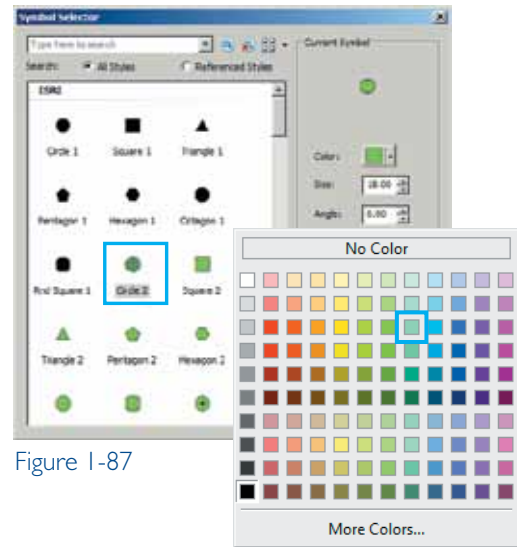 Symbol Selector
Type here to search
Search: All Styles Referenced Styles
Current Symbol
ESRI
Circle 1 Square 1 Triangle 1
Color:
Size: 18.00
Angle: 0.00
Pentagon 1 Hexagon 1 Octagon 1
Rnd Square 1 Circle 2 Square 2
Triangle 2 Pentagon 2 Hexagon 2
No Color
More Colors...
Figure 1-87